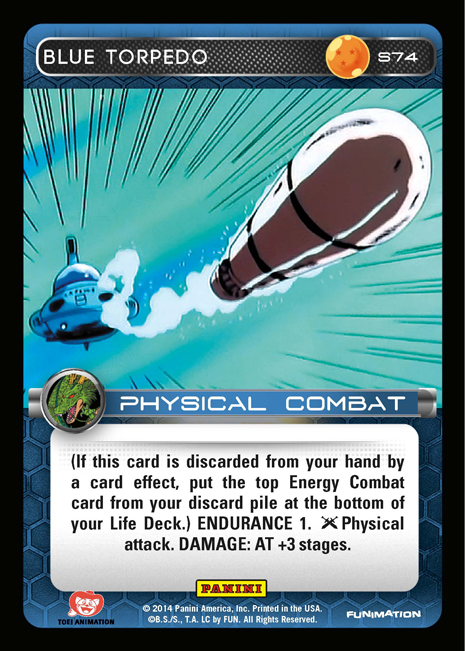 BLUE TORPEDO
S74
PHYSICAL COMBAT
(If this card is discarded from your hand by
a card effect, put the top Energy Combat
card from your discard pile at the bottom of
your Life Deck.) ENDURANCE 1. Physical
attack. DAMAGE: AT +3 stages.
PANINI
TOEI ANIMATION
© 2014 Panini America, Inc. Printed in the USA.
©B.S./S., T.A. LC by FUN. All Rights Reserved.
FUNIMATION